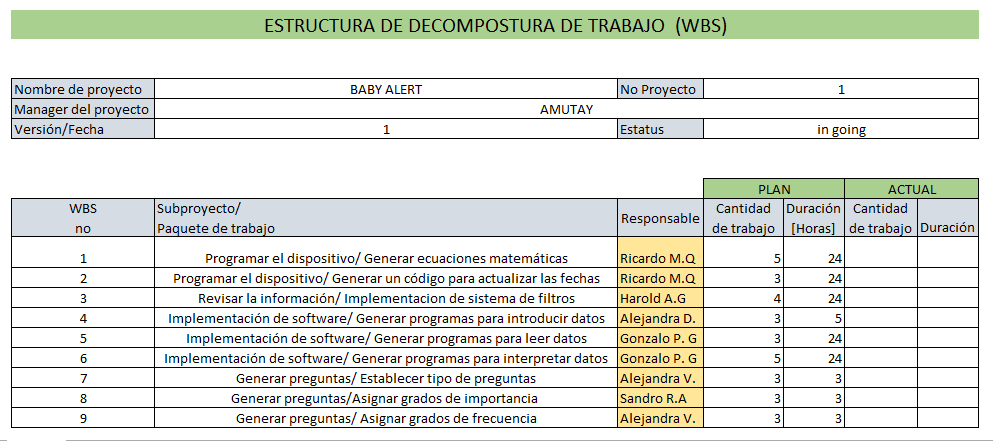 ESTRUCTURA DE DECOMPOSTURA DE TRABAJO (WBS)
Nombre de proyecto BABY ALERT No Proyecto 1
Manager del proyecto AMUTAY
Versión/Fecha 1 Estatus in going
PLAN ACTUAL
WBS Subproyecto/ Responsable Cantidad Duración Cantidad Duración
no Paquete de trabajo de trabajo [Horas] de trabajo
1 Programar el dispositivo/ Generar ecuaciones matemáticas Ricardo M.Q 5 24
2 Programar el dispositivo/ Generar un código para actualizar las fechas Ricardo M.Q 3 24
3 Revisar la información/ Implementacion de sistema de filtros Harold A.G 4 24
4 Implementación de software/ Generar programas para introducir datos Alejandra D. 3 5
5 Implementación de software/ Generar programas para leer datos Gonzalo P. G 3 24
6 Implementación de software/ Generar programas para interpretar datos Gonzalo P. G 5 24
7 Generar preguntas/ Establecer tipo de preguntas Alejandra V. 3 3
8 Generar preguntas/Asignar grados de importancia Sandro R.A 3 3
9 Generar preguntas/ Asignar grados de frecuencia Alejandra V. 3 3